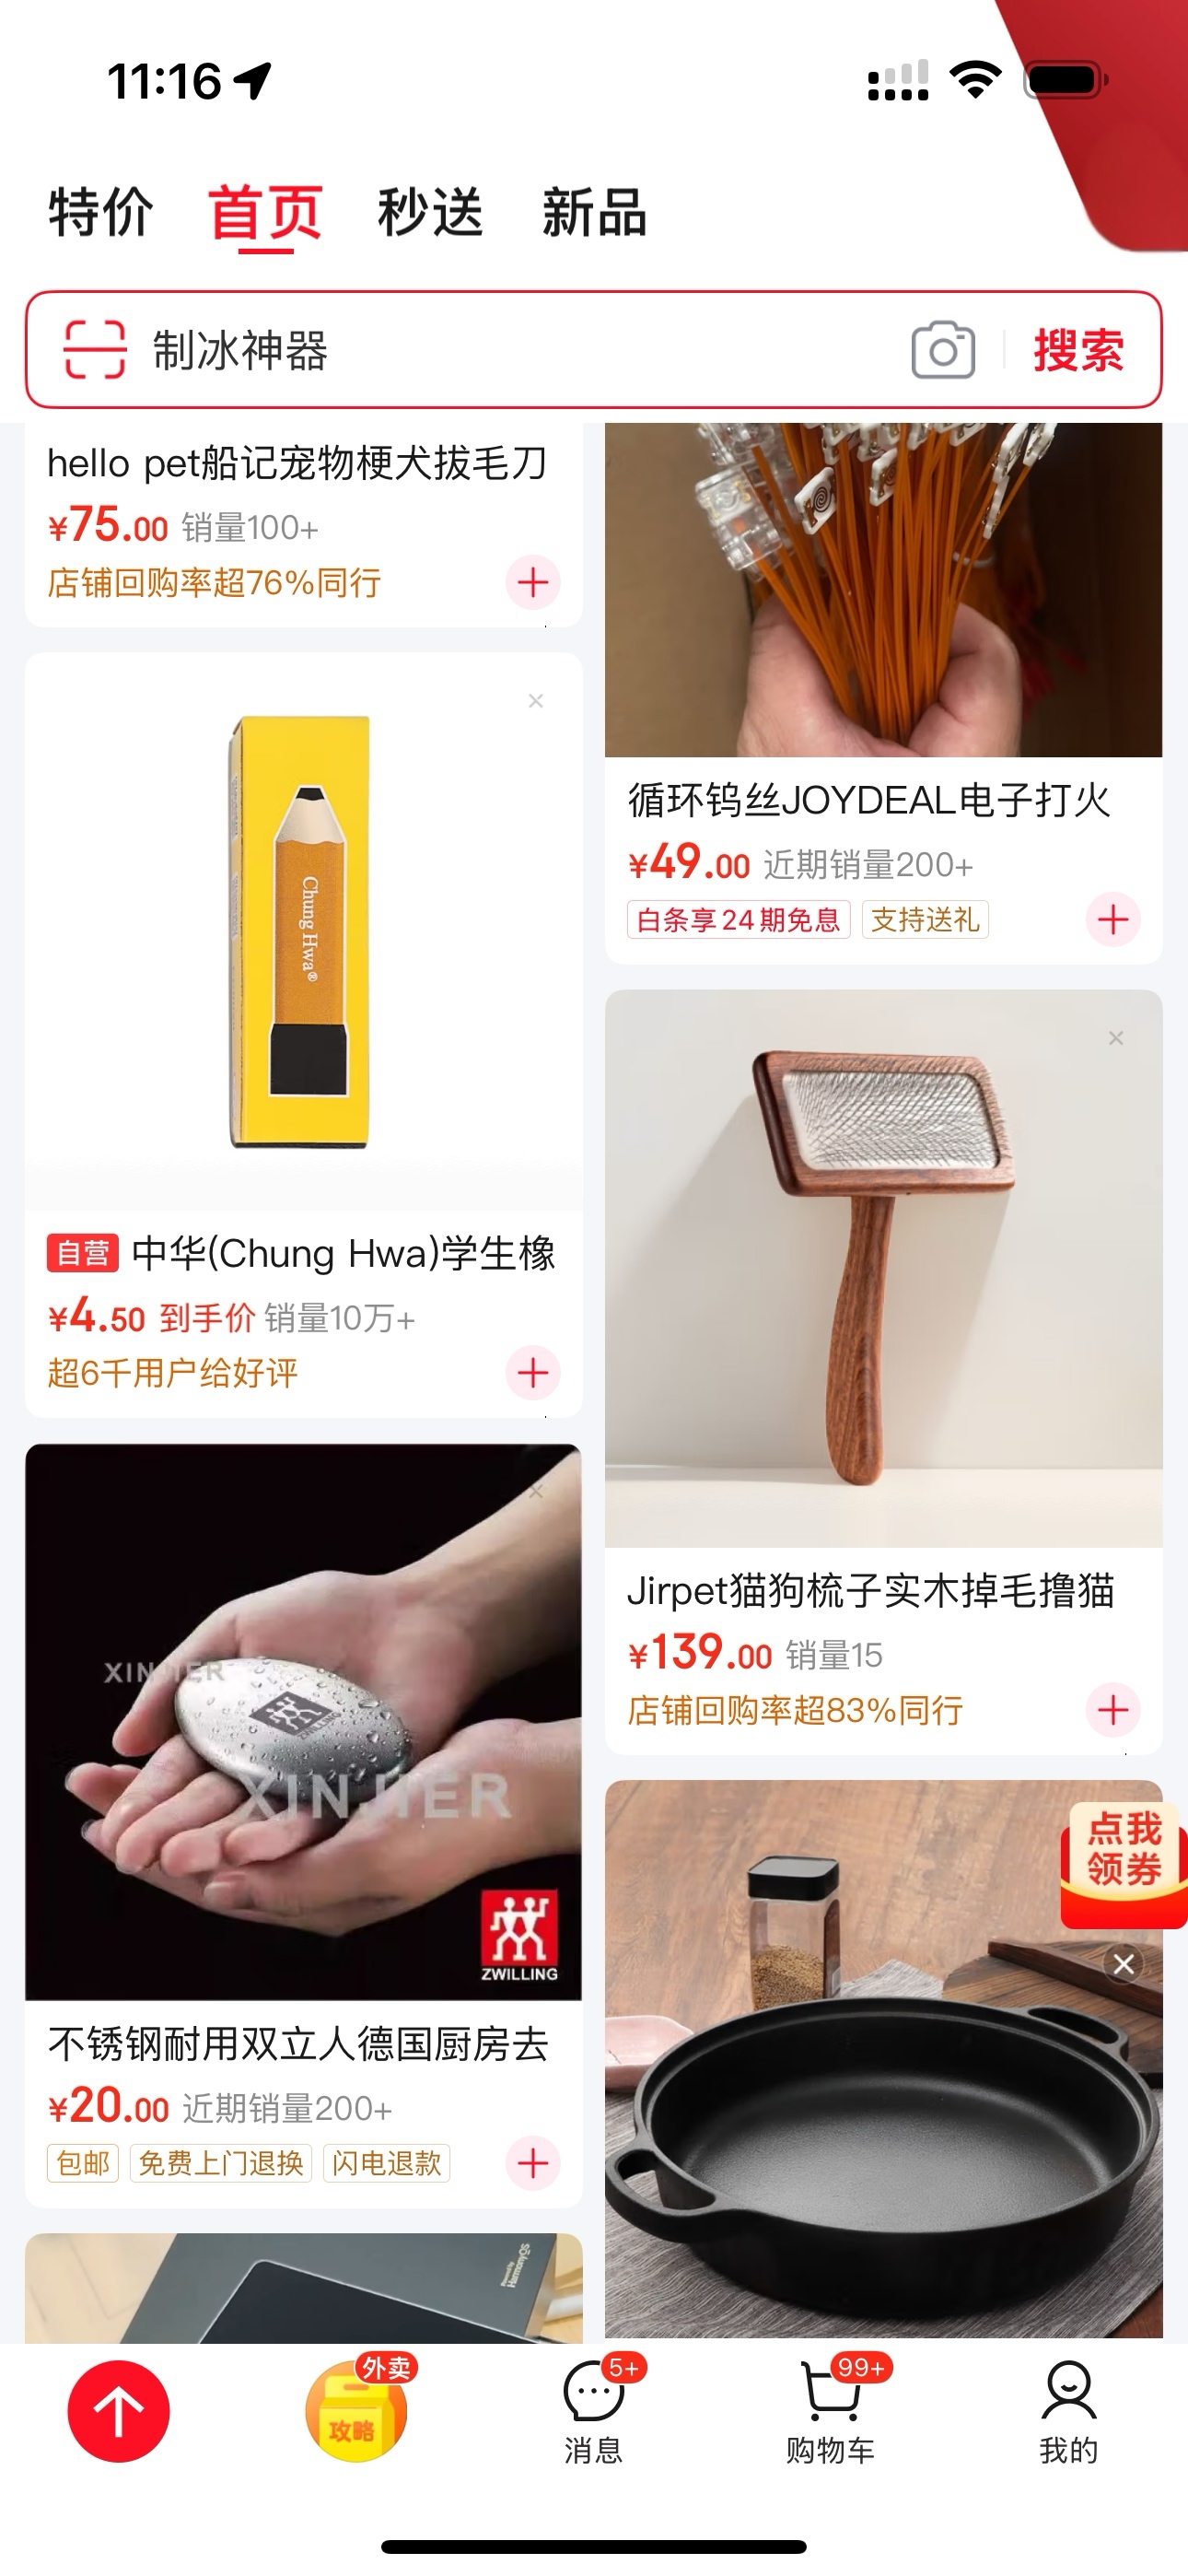 11:16
特价 首页 秒送 新品
制冰神器 搜索
hello pet船记宠物梗犬拔毛刀
¥75.00 销量100+
店铺回购率超76%同行
循环钨丝JOYDEAL电子打火
¥49.00 近期销量200+
白条享24期免息 支持送礼
Chung Hwa®
自营 中华(Chung Hwa)学生橡
¥4.50 到手价 销量10万+
超6千用户给好评
Jirpet猫狗梳子实木掉毛撸猫
¥139.00 销量15
店铺回购率超83%同行
XINJIER
XINJIER
ZWILLING
不锈钢耐用双立人德国厨房去
¥20.00 近期销量200+
包邮 免费上门退换 闪电退款
点我
领券
HarmonyOS
外卖 5+ 99+
攻略
消息 购物车 我的